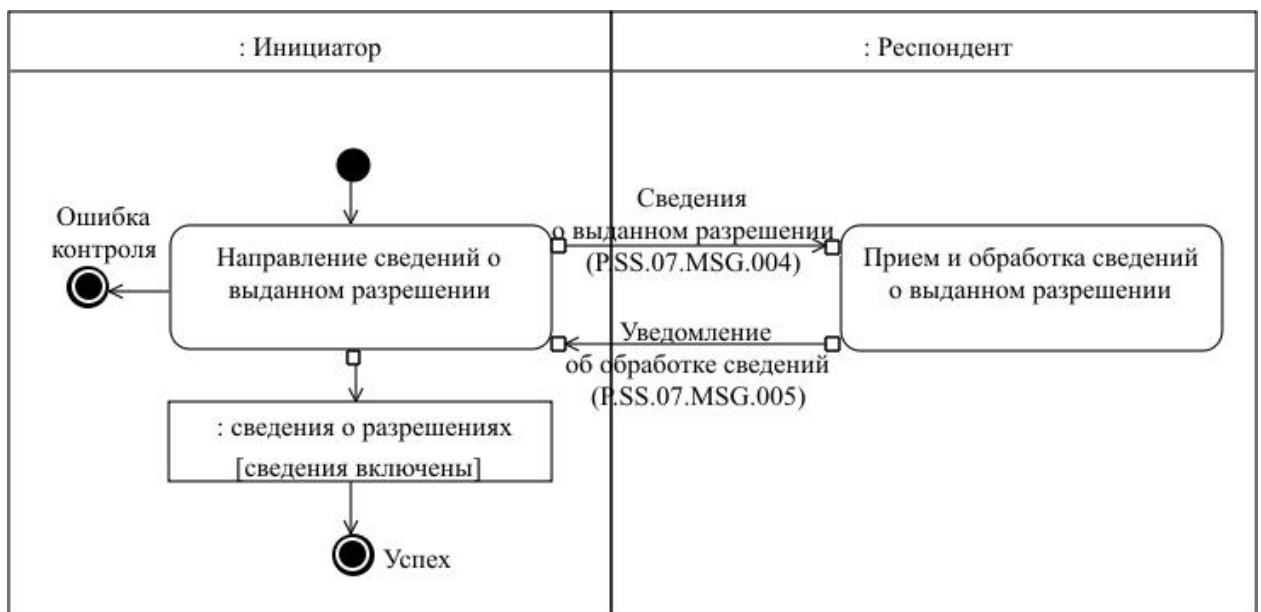 : Инициатор
: Респондент
Ошибка
контроля
Направление сведений о
выданном разрешении
Сведения
о выданном разрешении
(P.SS.07.MSG.004)
Прием и обработка сведений
о выданном разрешении
Уведомление
об обработке сведений
(P.SS.07.MSG.005)
: сведения о разрешениях
[сведения включены]
Успех